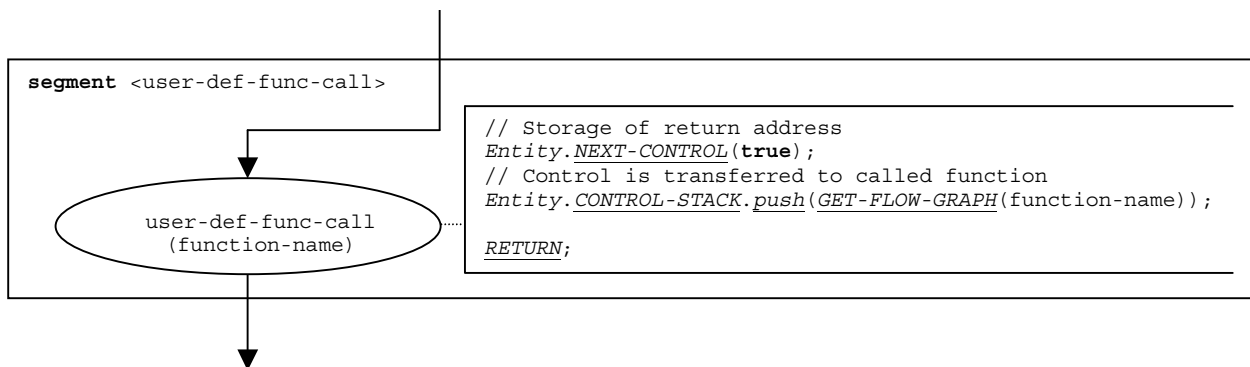 segment <user-def-func-call>
// Storage of return address
Entity.NEXT-CONTROL(true);
// Control is transferred to called function
Entity.CONTROL-STACK.push(GET-FLOW-GRAPH(function-name));
RETURN;
user-def-func-call
(function-name)